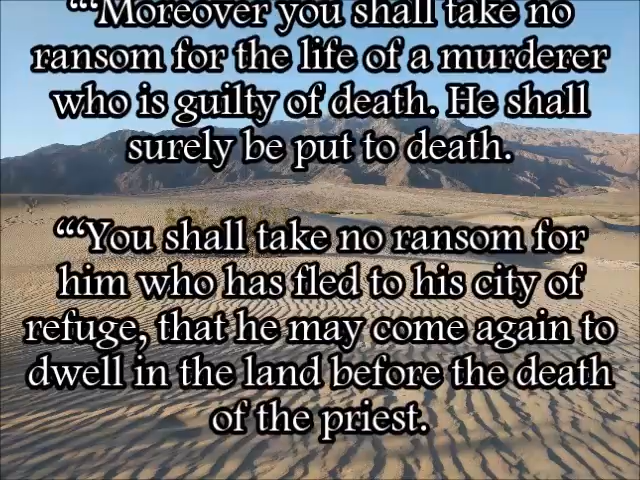 “‘Moreover you shall take no
ransom for the life of a murderer
who is guilty of death. He shall
surely be put to death.
“‘You shall take no ransom for
him who has fled to his city of
refuge, that he may come again to
dwell in the land before the death
of the priest.